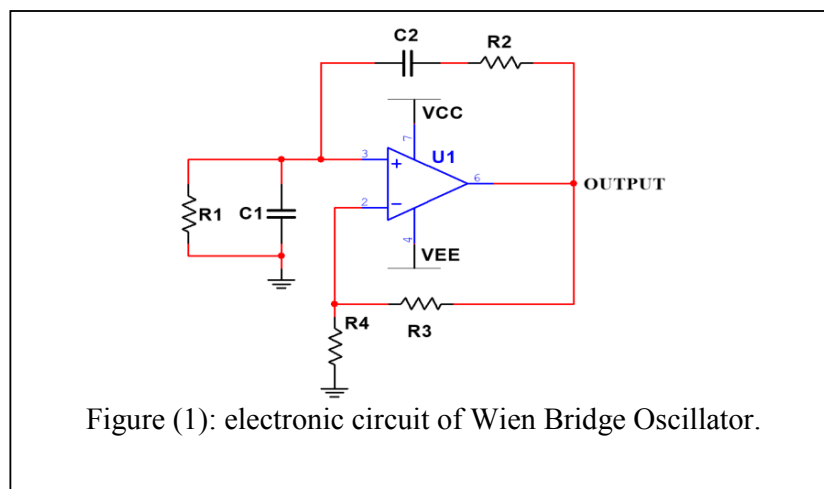 C2
R2
VCC
7
3
U1
+
6
OUTPUT
R1
C1
2
−
4
VEE
R4
R3
Figure (1): electronic circuit of Wien Bridge Oscillator.